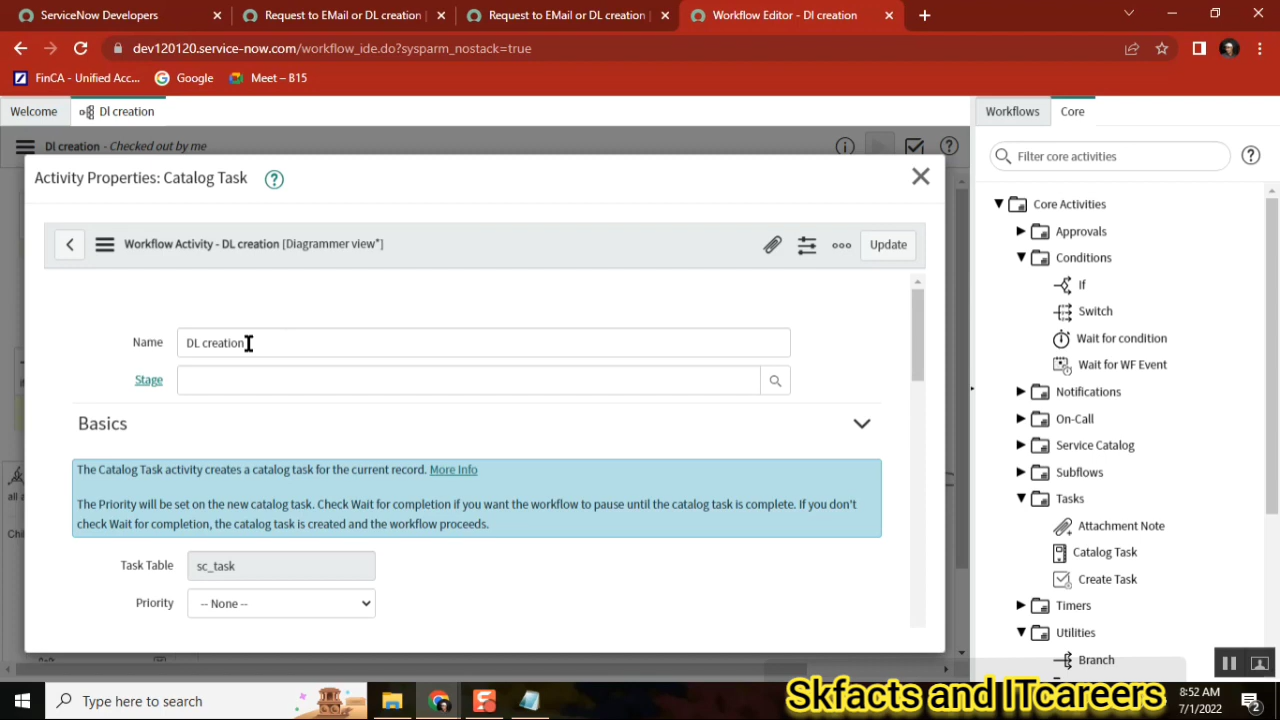 ServiceNow Developers
Request to EMail or DL creation
Request to EMail or DL creation
Workflow Editor - Dl creation
dev120120.service-now.com/workflow_ide.do?sysparm_nostack=true
FinCA - Unified Acc...
Google
Meet – B15
Welcome
Dl creation
Workflows
Core
Dl creation - Checked out by me
Filter core activities
Activity Properties: Catalog Task
Core Activities
Approvals
Workflow Activity - DL creation [Diagrammer view*]
Update
Conditions
If
Switch
Name
DL creation
Wait for condition
Wait for WF Event
Stage
Notifications
Basics
On-Call
Service Catalog
The Catalog Task activity creates a catalog task for the current record. More Info
Subflows
The Priority will be set on the new catalog task. Check Wait for completion if you want the workflow to pause until the catalog task is complete. If you don't
check Wait for completion, the catalog task is created and the workflow proceeds.
Tasks
Attachment Note
Catalog Task
Task Table
sc_task
Create Task
Priority
-- None --
Timers
Utilities
Branch
Type here to search
Skfacts and ITcareers
8:52 AM
7/1/2022
2